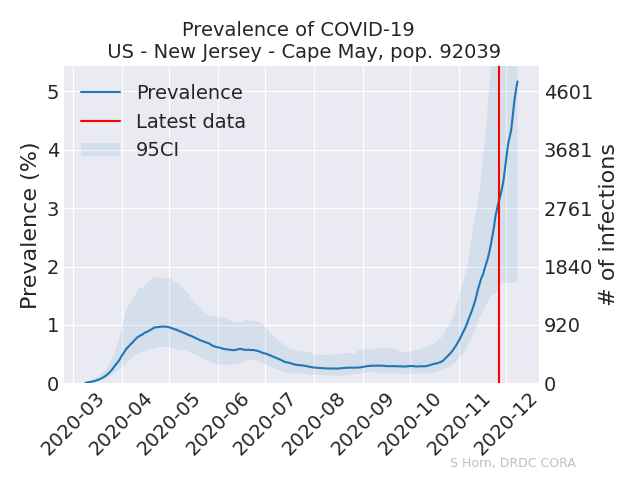 Prevalence of COVID-19
US - New Jersey - Cape May, pop. 92039
Prevalence
Latest data
95CI
Prevalence (%)
5
4
3
2
1
0
4601
3681
2761
1840
920
0
# of infections
2020-03
2020-04
2020-05
2020-06
2020-07
2020-08
2020-09
2020-10
2020-11
2020-12
S Horn, DRDC CORA